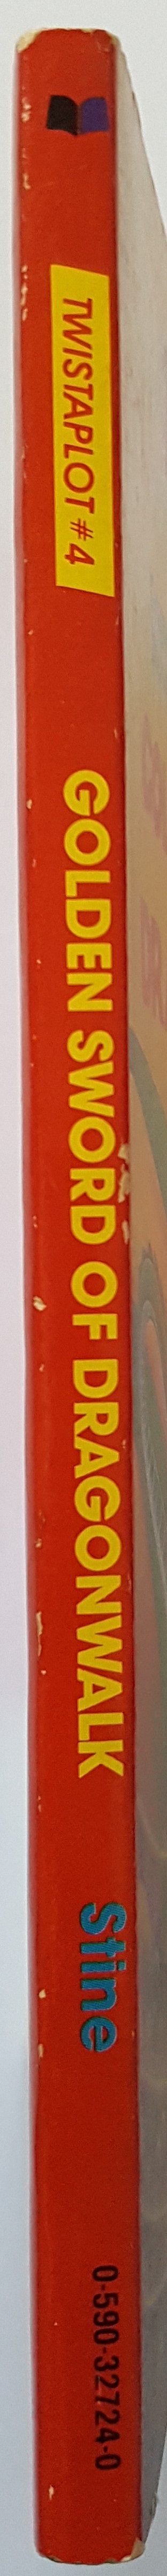 TWISTAPLOT #4
GOLDEN SWORD OF DRAGONWALK
Stine
0-590-32724-0